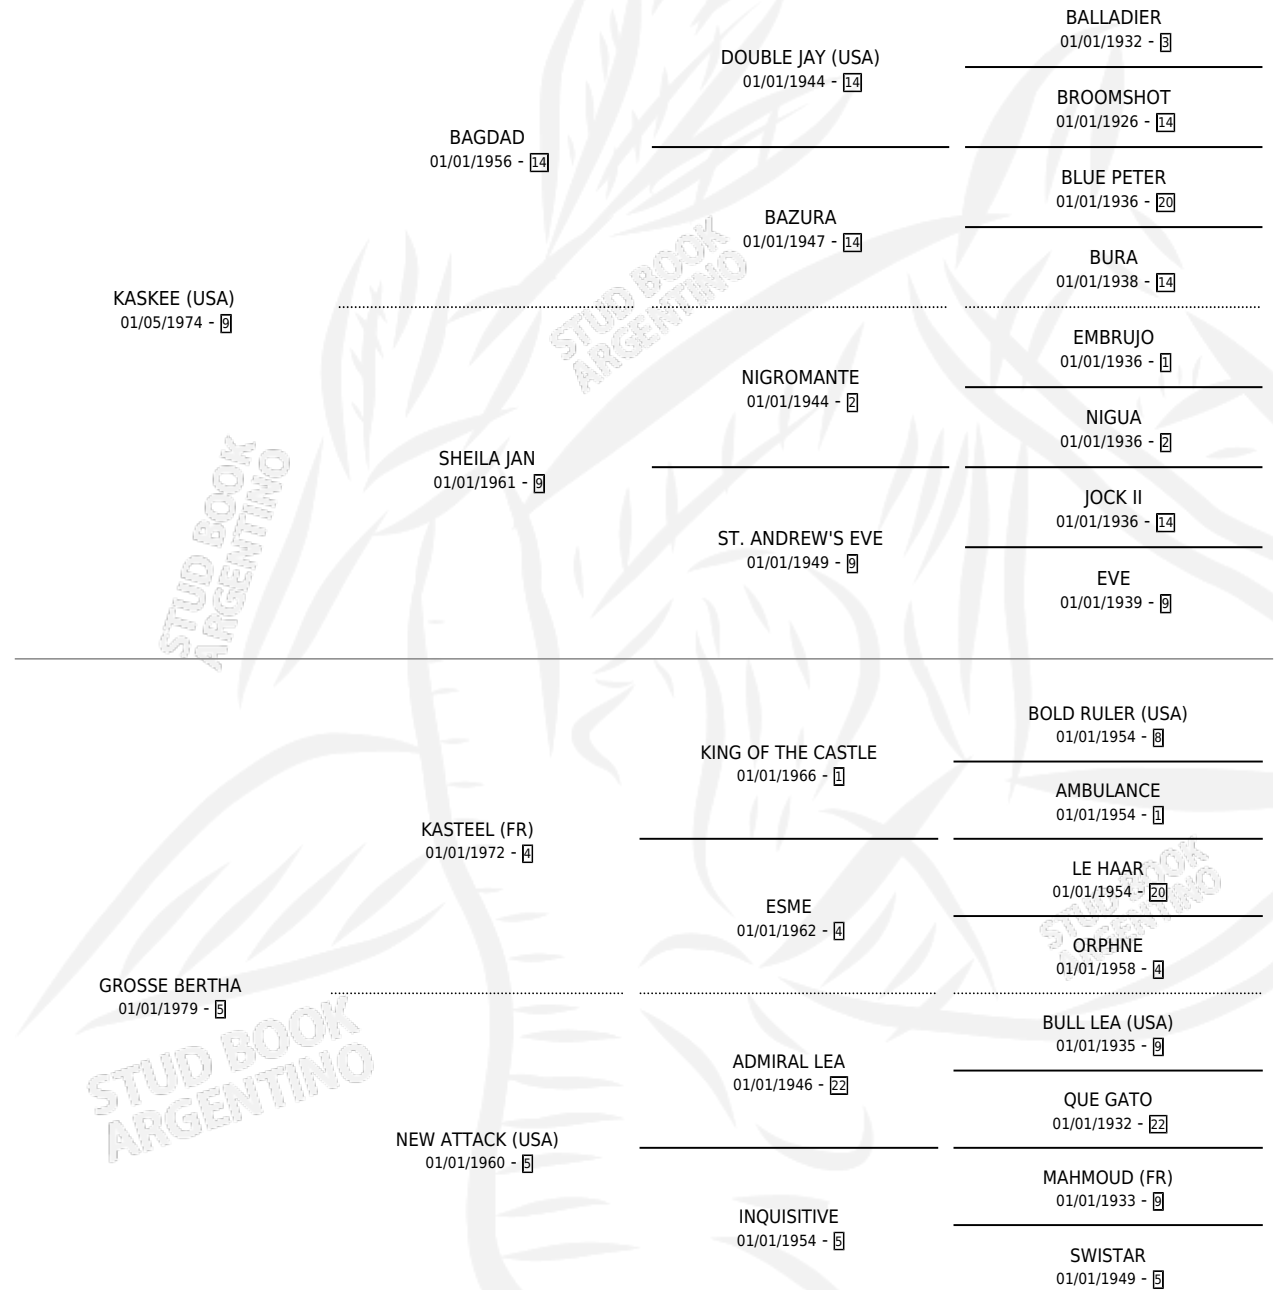 BALLADIER
01/01/1932 - 3
DOUBLE JAY (USA)
01/01/1944 - 14
BROOMSHOT
01/01/1926 - 14
BAGDAD
01/01/1956 - 14
BLUE PETER
01/01/1936 - 20
BAZURA
01/01/1947 - 14
BURA
01/01/1938 - 14
KASKEE (USA)
01/05/1974 - 9
STUD BOOK
ARGENTINO
EMBRUJO
01/01/1936 - 1
NIGROMANTE
01/01/1944 - 2
NIGUA
01/01/1936 - 2
SHEILA JAN
01/01/1961 - 9
JOCK II
01/01/1936 - 14
ST. ANDREW'S EVE
01/01/1949 - 9
EVE
01/01/1939 - 9
STUD BOOK
ARGENTINO
BOLD RULER (USA)
01/01/1954 - 8
KING OF THE CASTLE
01/01/1966 - 1
AMBULANCE
01/01/1954 - 1
KASTEEL (FR)
01/01/1972 - 4
LE HAAR
01/01/1954 - 20
ESME
01/01/1962 - 4
ORPHNE
01/01/1958 - 4
STUD BOOK
ARGENTINO
GROSSE BERTHA
01/01/1979 - 5
BULL LEA (USA)
01/01/1935 - 9
ADMIRAL LEA
01/01/1946 - 22
QUE GATO
01/01/1932 - 22
STUD BOOK
ARGENTINO
NEW ATTACK (USA)
01/01/1960 - 5
MAHMOUD (FR)
01/01/1933 - 9
INQUISITIVE
01/01/1954 - 5
SWISTAR
01/01/1949 - 5